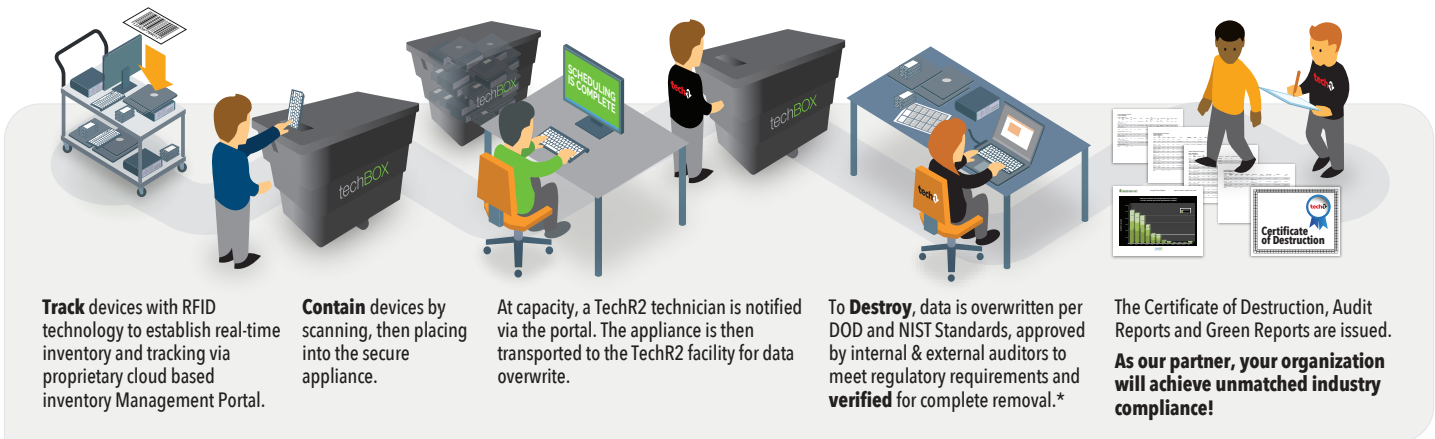 techBOX
techBOX
SCHEDULING
IS COMPLETE
techR2
techBOX
techR2
techR2
techR2
Certificate
of Destruction
Track devices with RFID
technology to establish real-time
inventory and tracking via
proprietary cloud based
inventory Management Portal.
Contain devices by
scanning, then placing
into the secure
appliance.
At capacity, a TechR2 technician is notified
via the portal. The appliance is then
transported to the TechR2 facility for data
overwrite.
To Destroy, data is overwritten per
DOD and NIST Standards, approved
by internal & external auditors to
meet regulatory requirements and
verified for complete removal.*
The Certificate of Destruction, Audit
Reports and Green Reports are issued.
As our partner, your organization
will achieve unmatched industry
compliance!